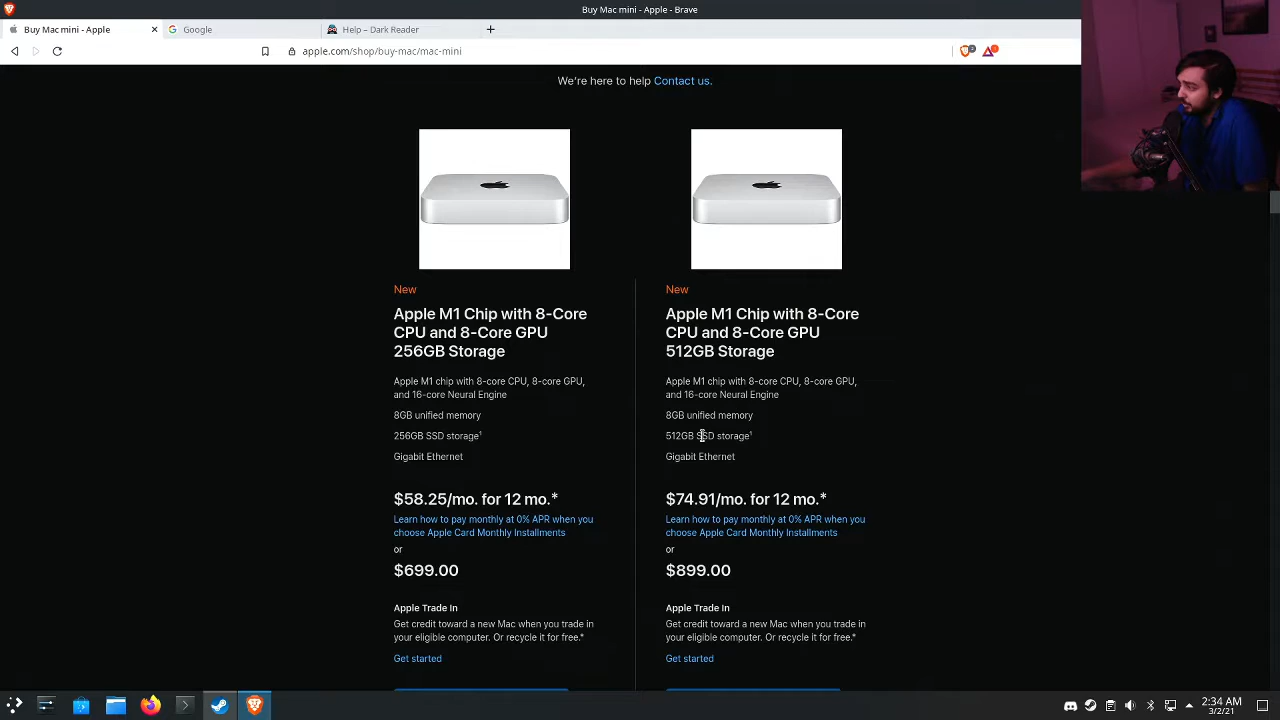 Buy Mac mini - Apple - Brave
Buy Mac mini - Apple
Google
Help – Dark Reader
apple.com/shop/buy-mac/mac-mini
We're here to help Contact us.
New
Apple M1 Chip with 8-Core
CPU and 8-Core GPU
256GB Storage
Apple M1 chip with 8-core CPU, 8-core GPU,
and 16-core Neural Engine
8GB unified memory
256GB SSD storage¹
Gigabit Ethernet
$58.25/mo. for 12 mo.*
Learn how to pay monthly at 0% APR when you
choose Apple Card Monthly Installments
or
$699.00
Apple Trade In
Get credit toward a new Mac when you trade in
your eligible computer. Or recycle it for free.*
Get started
New
Apple M1 Chip with 8-Core
CPU and 8-Core GPU
512GB Storage
Apple M1 chip with 8-core CPU, 8-core GPU,
and 16-core Neural Engine
8GB unified memory
512GB SSD storage¹
Gigabit Ethernet
$74.91/mo. for 12 mo.*
Learn how to pay monthly at 0% APR when you
choose Apple Card Monthly Installments
or
$899.00
Apple Trade In
Get credit toward a new Mac when you trade in
your eligible computer. Or recycle it for free.*
Get started
2:34 AM
3/2/21